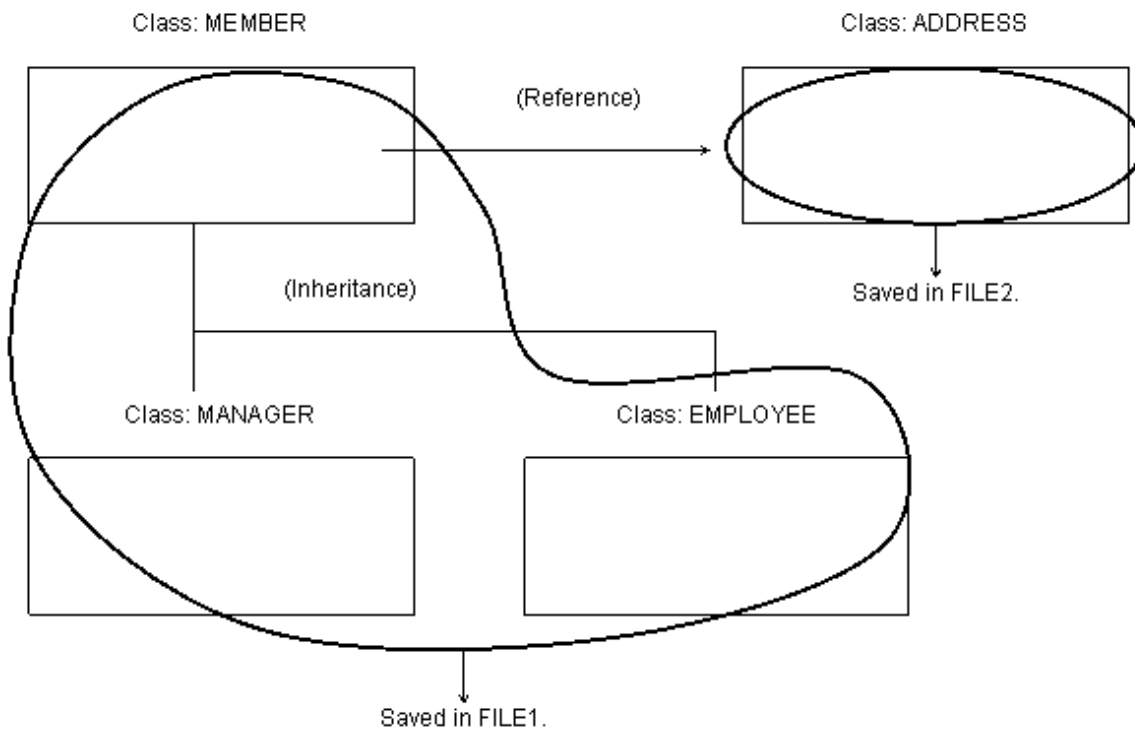 Class: MEMBER
Class: ADDRESS
(Reference)
(Inheritance)
Saved in FILE2.
Class: MANAGER
Class: EMPLOYEE
Saved in FILE1.